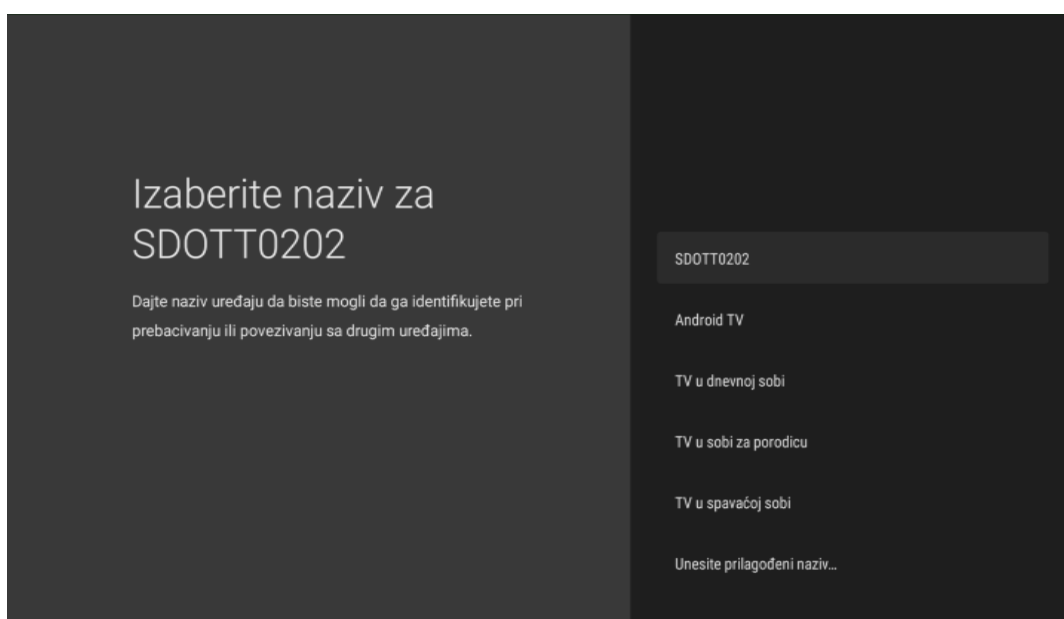 Izaberite naziv za
SDOTT0202
Dajte naziv uređaju da biste mogli da ga identifikujete pri
prebacivanju ili povezivanju sa drugim uređajima.
SDOTT0202
Android TV
TV u dnevnoj sobi
TV u sobi za porodicu
TV u spavaćoj sobi
Unesite prilagođeni naziv...